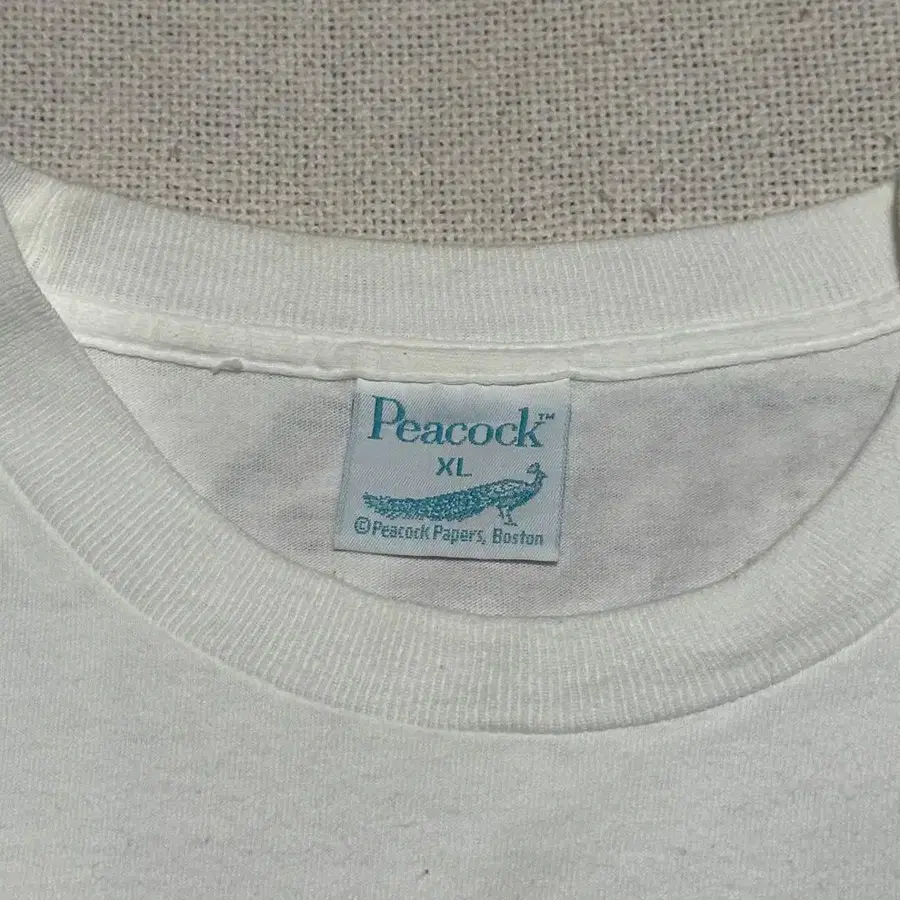 Peacock™
XL
©Peacock Papers, Boston